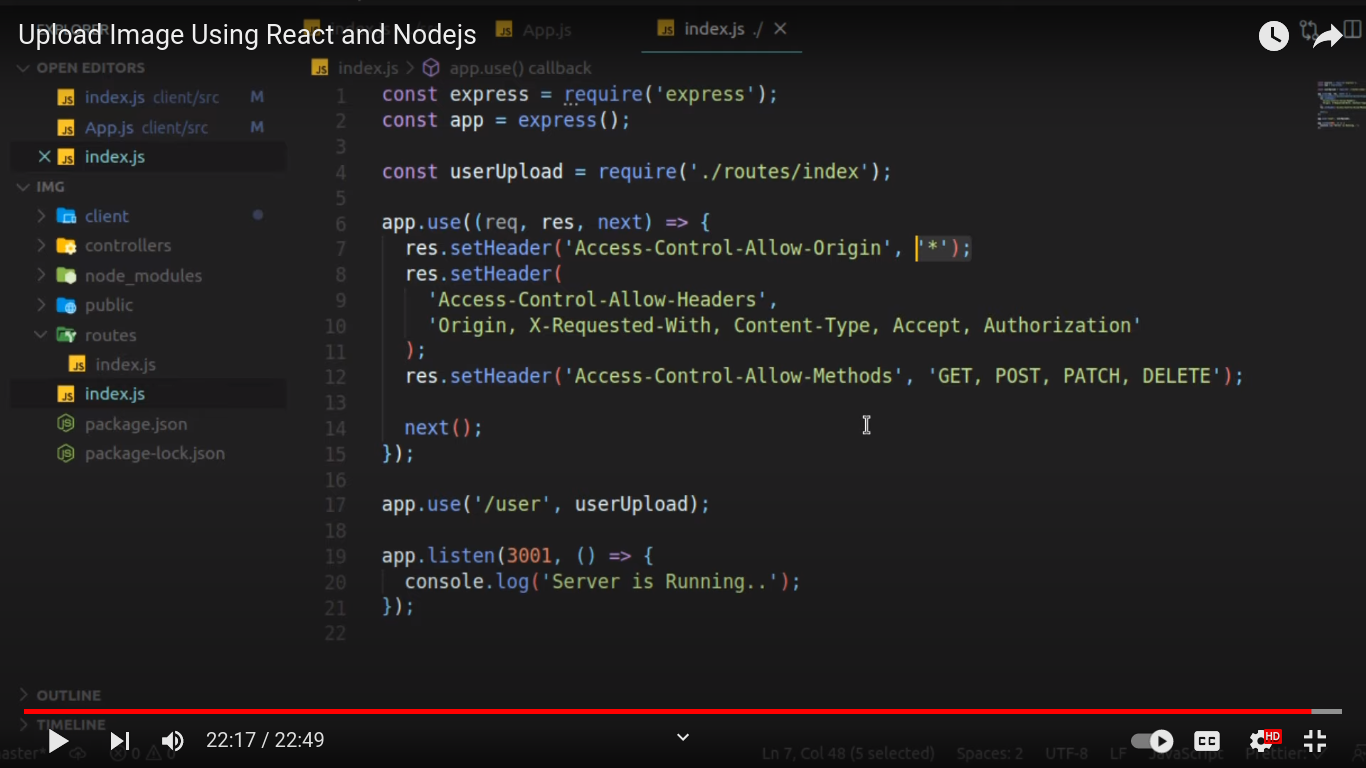 Upload Image Using React and Nodejs
EXPLORER
App.js
index.js ./
OPEN EDITORS
index.js client/src M
App.js client/src M
index.js
IMG
client
controllers
node_modules
public
routes
index.js
index.js
package.json
package-lock.json
OUTLINE
TIMELINE
index.js > app.use() callback
1 const express = require('express');
2 const app = express();
3
4 const userUpload = require('./routes/index');
5
6 app.use((req, res, next) => {
7 res.setHeader('Access-Control-Allow-Origin', '*');
8 res.setHeader(
9 'Access-Control-Allow-Headers',
10 'Origin, X-Requested-With, Content-Type, Accept, Authorization'
11 );
12 res.setHeader('Access-Control-Allow-Methods', 'GET, POST, PATCH, DELETE');
13
14 next();
15 });
16
17 app.use('/user', userUpload);
18
19 app.listen(3001, () => {
20 console.log('Server is Running..');
21 });
22
22:17 / 22:49
CC
HD
0 0
Ln 7, Col 48 (5 selected) Spaces: 2 UTF-8 LF JavaScript Prettier: